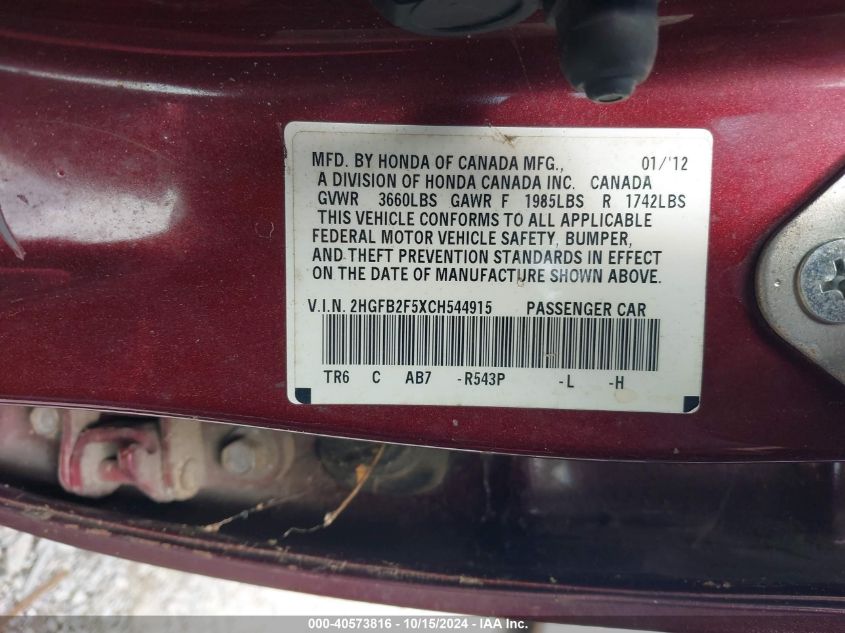 MFD. BY HONDA OF CANADA MFG., 01/'12
A DIVISION OF HONDA CANADA INC. CANADA
GVWR 3660LBS GAWR F 1985LBS R 1742LBS
THIS VEHICLE CONFORMS TO ALL APPLICABLE
FEDERAL MOTOR VEHICLE SAFETY, BUMPER,
AND THEFT PREVENTION STANDARDS IN EFFECT
ON THE DATE OF MANUFACTURE SHOWN ABOVE.
V.I.N. 2HGFB2F5XCH544915 PASSENGER CAR
TR6 C AB7 -R543P -L -H
000-40573816 - 10/15/2024 - IAA Inc.